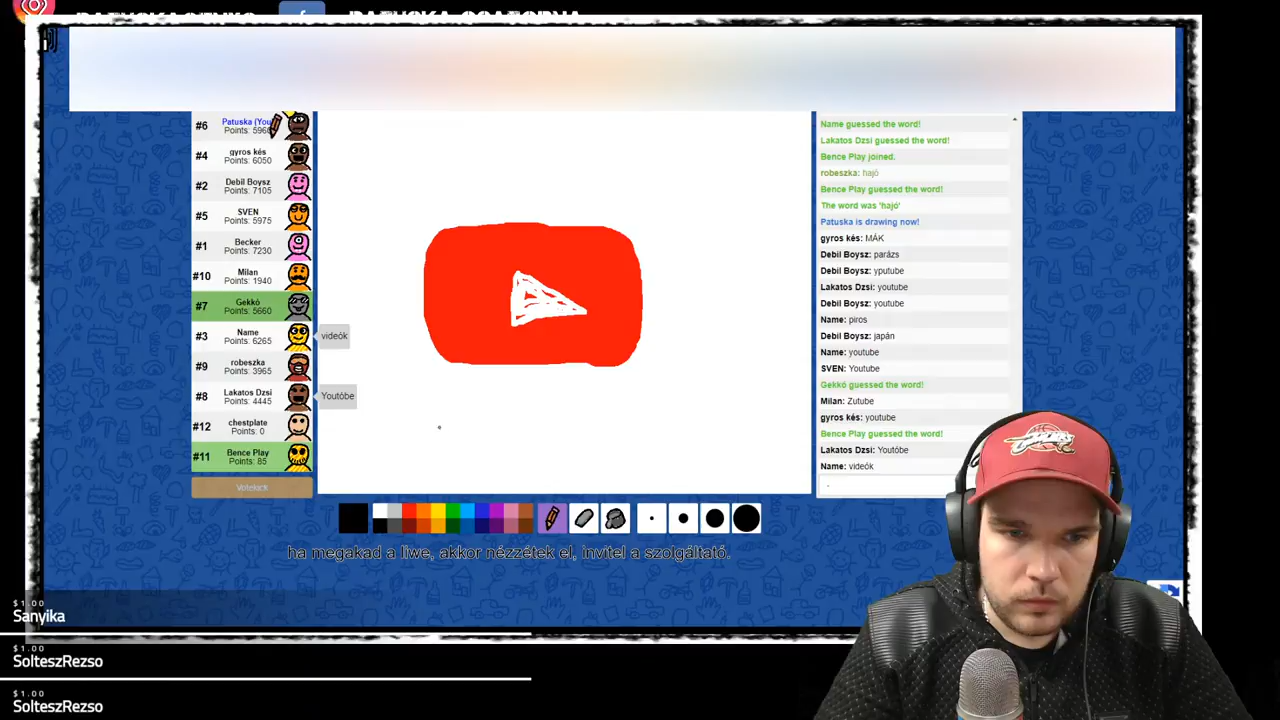 #6 Patuska (You
Points: 5960
#4 gyros kés
Points: 6050
#2 Debil Boysz
Points: 7105
#5 SVEN
Points: 5975
#1 Becker
Points: 7230
#10 Milan
Points: 1940
#7 Gekkó
Points: 5660
#3 Name
Points: 6265
videók
#9 robeszka
Points: 3965
#8 Lakatos Dzsi
Points: 4445
Youtóbe
#12 chestplate
Points: 0
#11 Bence Play
Points: 85
Votekick
Name guessed the word!
Lakatos Dzsi guessed the word!
Bence Play joined.
robeszka: hajó
Bence Play guessed the word!
The word was 'hajó'
Patuska is drawing now!
gyros kés: MÁK
Debil Boysz: parázs
Debil Boysz: yputube
Lakatos Dzsi: youtube
Debil Boysz: youtube
Name: piros
Debil Boysz: japán
Name: youtube
SVEN: Youtube
Gekkó guessed the word!
Milan: Zutube
gyros kés: youtube
Bence Play guessed the word!
Lakatos Dzsi: Youtóbe
Name: videók
ha megakad a liwe, akkor nézzétek el, invitel a szolgáltató.
$1.00
Sanyika
$1.00
SolteszRezso
$1.00
SolteszRezso